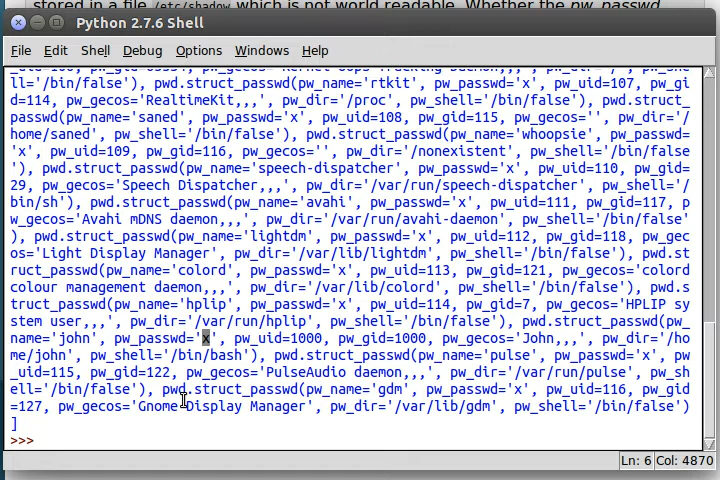 stored in a file /etc/shadow which is not world readable. Whether the pw_passwd
Python 2.7.6 Shell
File Edit Shell Debug Options Windows Help
ll='/bin/false'), pwd.struct_passwd(pw_name='rtkit', pw_passwd='x', pw_uid=107, pw_gi
d=114, pw_gecos='RealtimeKit,,,', pw_dir='/proc', pw_shell='/bin/false'), pwd.struct_
passwd(pw_name='saned', pw_passwd='x', pw_uid=108, pw_gid=115, pw_gecos='', pw_dir='/
home/saned', pw_shell='/bin/false'), pwd.struct_passwd(pw_name='whoopsie', pw_passwd=
'x', pw_uid=109, pw_gid=116, pw_gecos='', pw_dir='/nonexistent', pw_shell='/bin/false
'), pwd.struct_passwd(pw_name='speech-dispatcher', pw_passwd='x', pw_uid=110, pw_gid=
29, pw_gecos='Speech Dispatcher,,,', pw_dir='/var/run/speech-dispatcher', pw_shell='/
bin/sh'), pwd.struct_passwd(pw_name='avahi', pw_passwd='x', pw_uid=111, pw_gid=117, p
w_gecos='Avahi mDNS daemon,,,', pw_dir='/var/run/avahi-daemon', pw_shell='/bin/false'
), pwd.struct_passwd(pw_name='lightdm', pw_passwd='x', pw_uid=112, pw_gid=118, pw_gec
os='Light Display Manager', pw_dir='/var/lib/lightdm', pw_shell='/bin/false'), pwd.st
ruct_passwd(pw_name='colord', pw_passwd='x', pw_uid=113, pw_gid=121, pw_gecos='colord
colour management daemon,,,', pw_dir='/var/lib/colord', pw_shell='/bin/false'), pwd.s
truct_passwd(pw_name='hplip', pw_passwd='x', pw_uid=114, pw_gid=7, pw_gecos='HPLIP sy
stem user,,,', pw_dir='/var/run/hplip', pw_shell='/bin/false'), pwd.struct_passwd(pw_
name='john', pw_passwd='x', pw_uid=1000, pw_gid=1000, pw_gecos='John,,,', pw_dir='/ho
me/john', pw_shell='/bin/bash'), pwd.struct_passwd(pw_name='pulse', pw_passwd='x', pw
_uid=115, pw_gid=122, pw_gecos='PulseAudio daemon,,,', pw_dir='/var/run/pulse', pw_sh
ell='/bin/false'), pwd.struct_passwd(pw_name='gdm', pw_passwd='x', pw_uid=116, pw_gid
=127, pw_gecos='Gnome Display Manager', pw_dir='/var/lib/gdm', pw_shell='/bin/false')
]
>>>
Ln: 6 Col: 4870